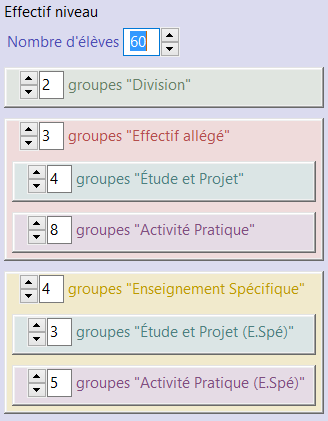 Effectif niveau
Nombre d'élèves 60
2 groupes "Division"
3 groupes "Effectif allégé"
4 groupes "Étude et Projet"
8 groupes "Activité Pratique"
4 groupes "Enseignement Spécifique"
3 groupes "Étude et Projet (E.Spé)"
5 groupes "Activité Pratique (E.Spé)"